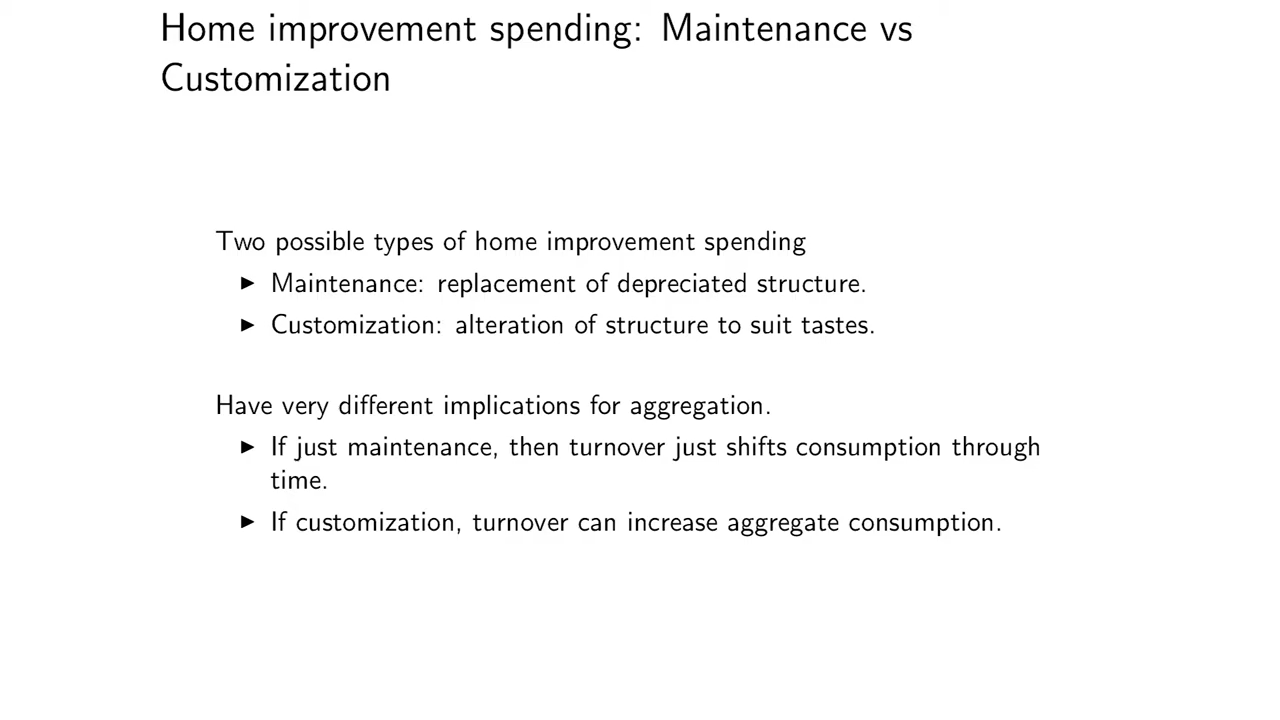 Home improvement spending: Maintenance vs
Customization
Two possible types of home improvement spending
▶ Maintenance: replacement of depreciated structure.
▶ Customization: alteration of structure to suit tastes.
Have very different implications for aggregation.
▶ If just maintenance, then turnover just shifts consumption through
time.
▶ If customization, turnover can increase aggregate consumption.